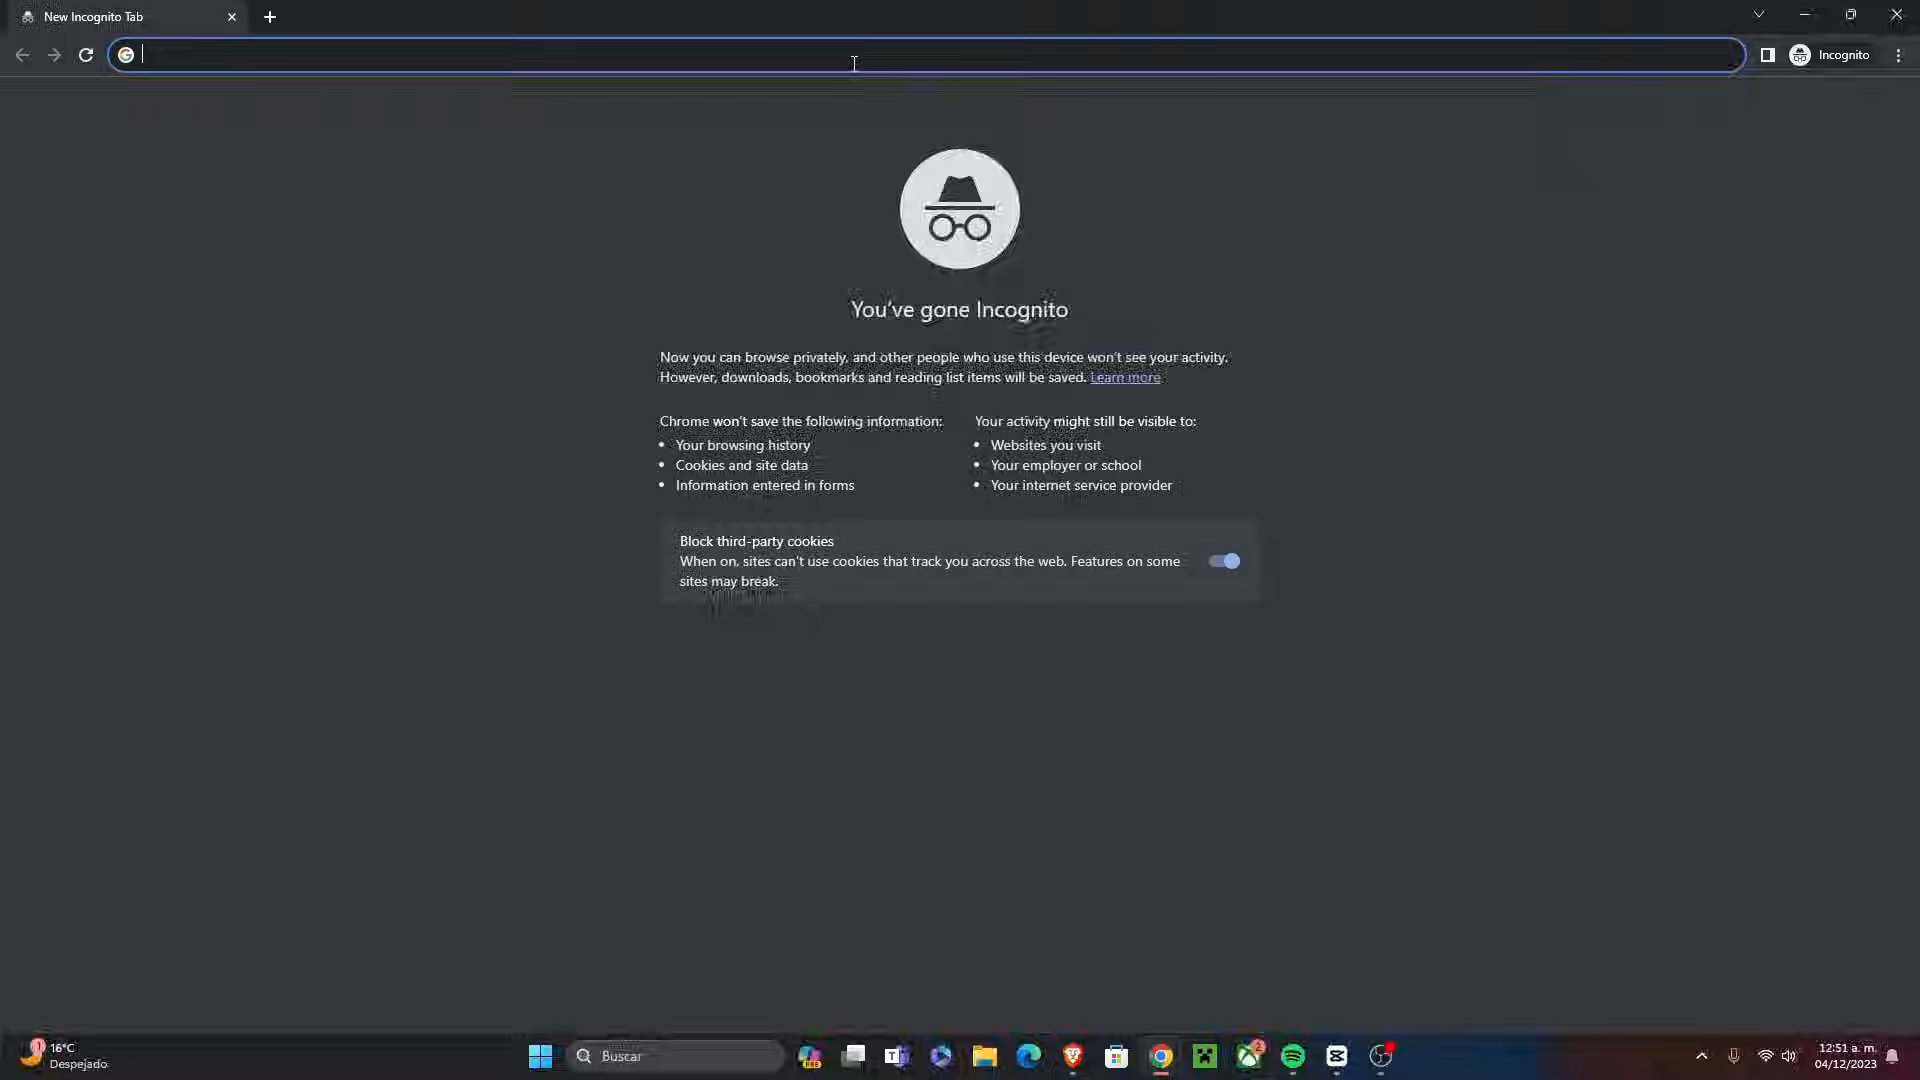 New Incognito Tab
Incognito
You've gone Incognito
Now you can browse privately, and other people who use this device won't see your activity.
However, downloads, bookmarks and reading list items will be saved. Learn more
Chrome won't save the following information:
Your browsing history
Cookies and site data
Information entered in forms
Your activity might still be visible to:
Websites you visit
Your employer or school
Your internet service provider
Block third-party cookies
When on, sites can't use cookies that track you across the web. Features on some
sites may break.
16°C
Despejado
Buscar
2
12:51 a. m.
04/12/2023